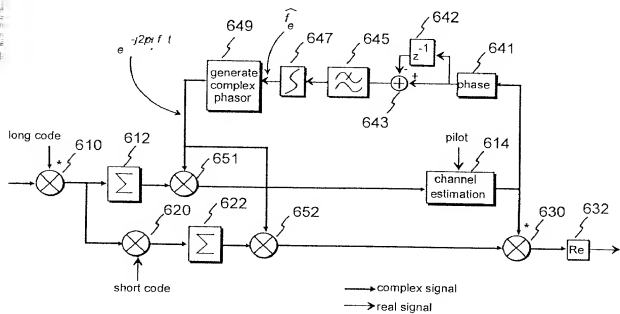 649
f̂e
647
645
642
641
e -j2pi f t
generate
complex
phasor
z-1
- +
phase
643
long code
610
*
612
Σ
651
pilot
614
channel
estimation
620
622
Σ
652
*
630
632
Re
short code
complex signal
real signal